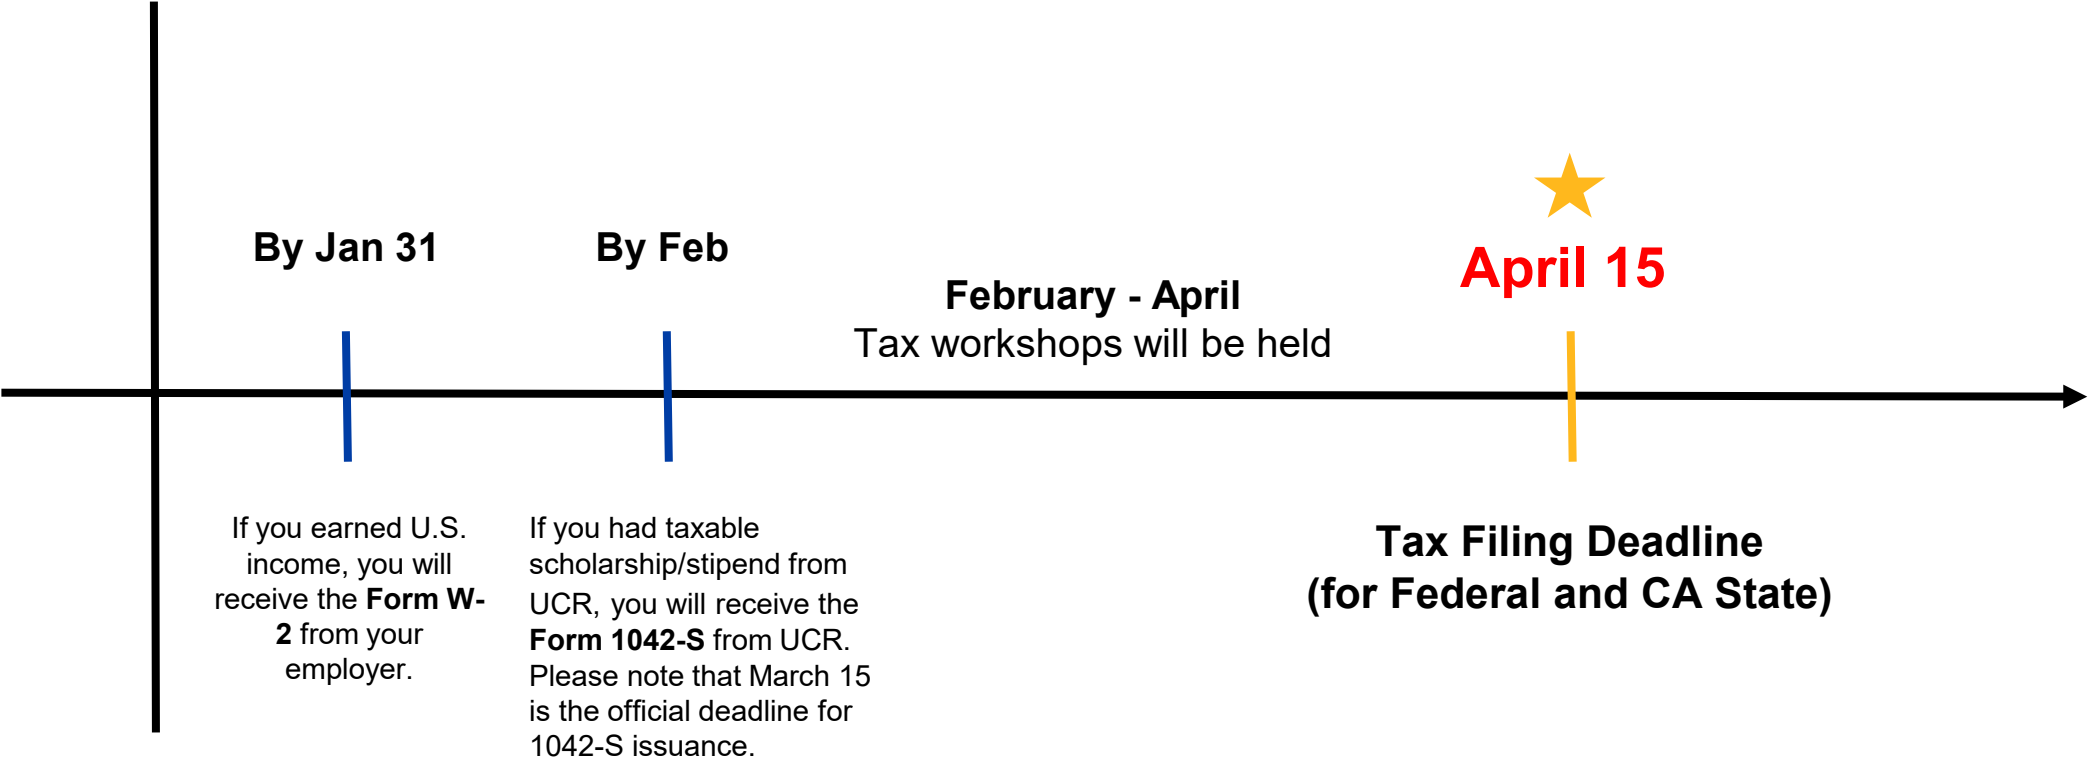 By Jan 31
By Feb
February - April
Tax workshops will be held
April 15
If you earned U.S.
income, you will
receive the Form W-
2 from your
employer.
If you had taxable
scholarship/stipend from
UCR, you will receive the
Form 1042-S from UCR.
Please note that March 15
is the official deadline for
1042-S issuance.
Tax Filing Deadline
(for Federal and CA State)